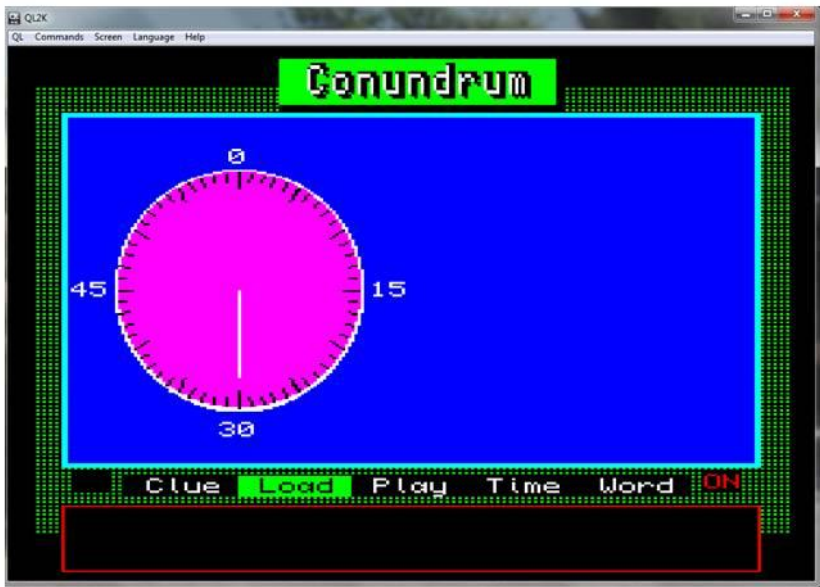 QL2K
QL Commands Screen Language Help
Conundrum
0
45 15
30
Clue Load Play Time Word ON